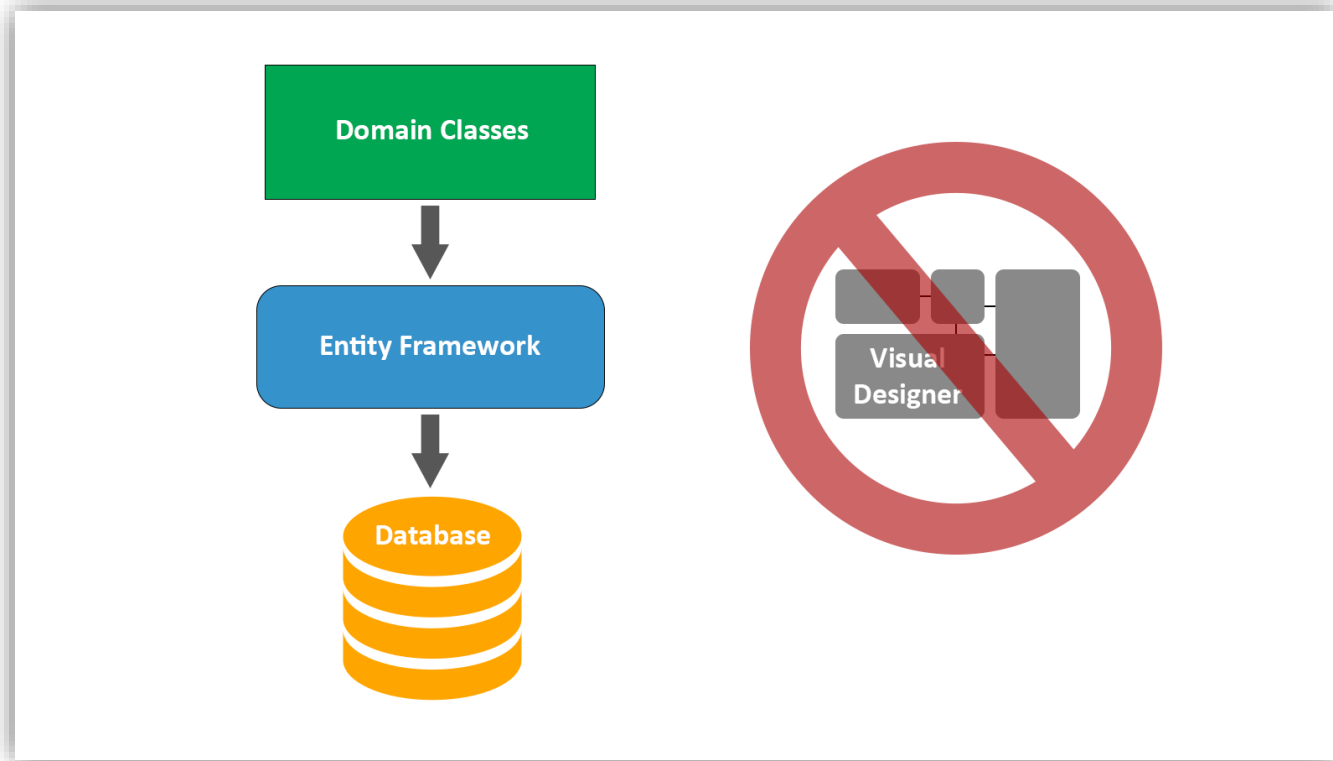 Domain Classes
Entity Framework
Database
Visual
Designer